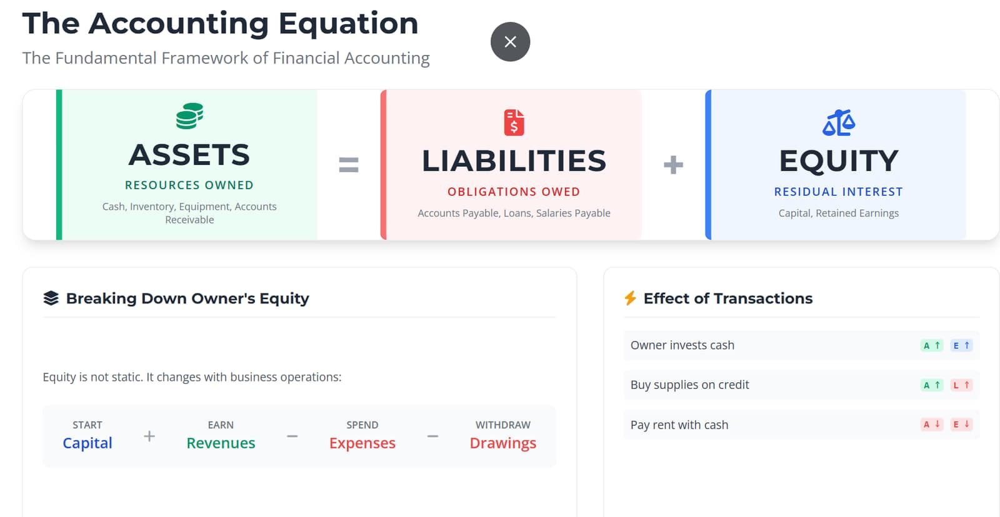 The Accounting Equation
The Fundamental Framework of Financial Accounting
ASSETS
RESOURCES OWNED
Cash, Inventory, Equipment, Accounts
Receivable
=
LIABILITIES
OBLIGATIONS OWED
Accounts Payable, Loans, Salaries Payable
+
EQUITY
RESIDUAL INTEREST
Capital, Retained Earnings
Breaking Down Owner's Equity
Equity is not static. It changes with business operations:
START
Capital
+
EARN
Revenues
−
SPEND
Expenses
−
WITHDRAW
Drawings
Effect of Transactions
Owner invests cash A ↑ E ↑
Buy supplies on credit A ↑ L ↑
Pay rent with cash A ↓ E ↓